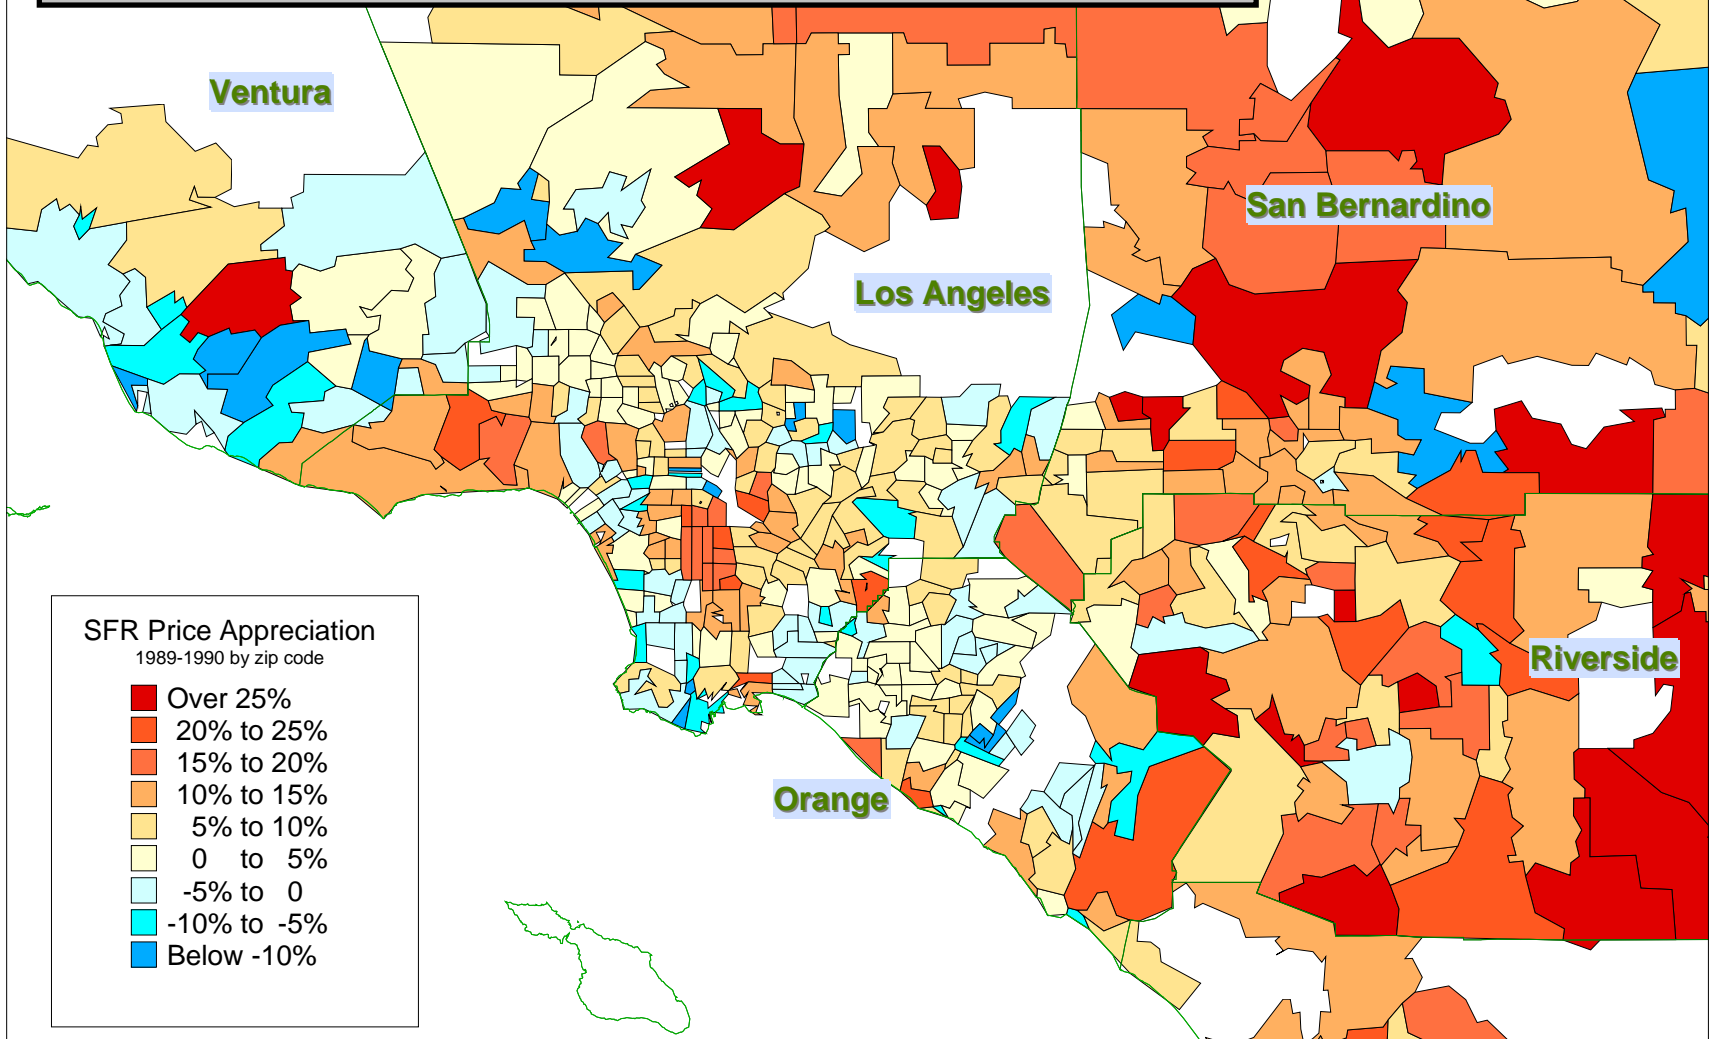 Ventura
San Bernardino
Los Angeles
Riverside
Orange
SFR Price Appreciation
1989-1990 by zip code
Over 25%
20% to 25%
15% to 20%
10% to 15%
5% to 10%
0 to 5%
-5% to 0
-10% to -5%
Below -10%